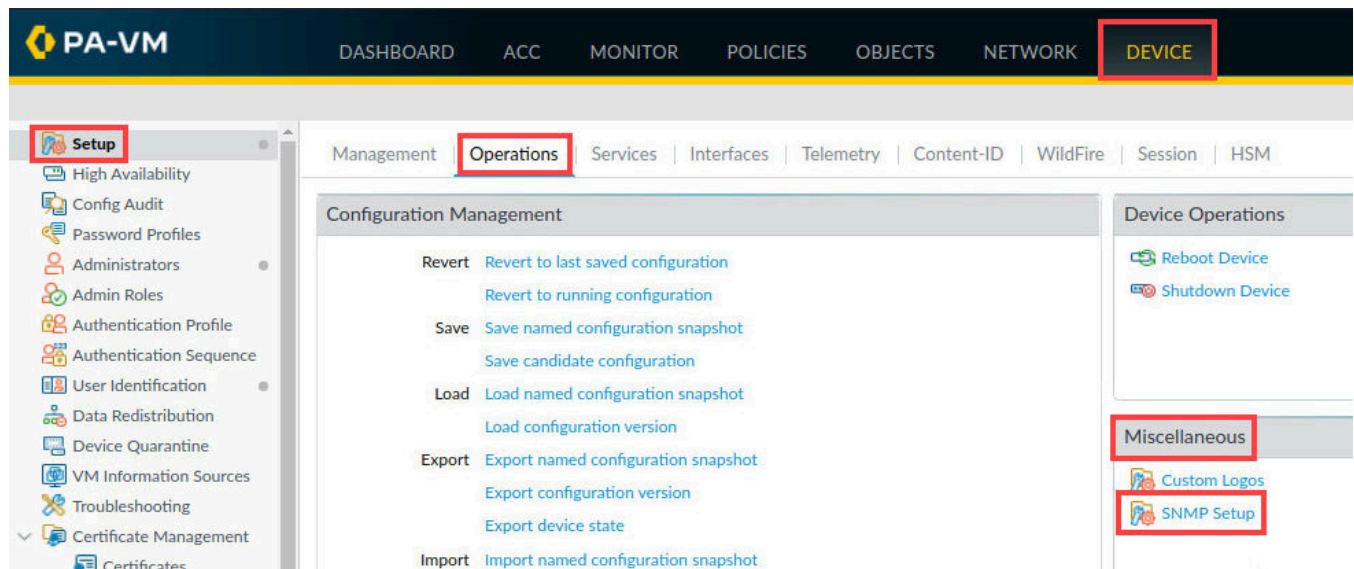 PA-VM
DASHBOARD ACC MONITOR POLICIES OBJECTS NETWORK DEVICE
Setup
High Availability
Config Audit
Password Profiles
Administrators
Admin Roles
Authentication Profile
Authentication Sequence
User Identification
Data Redistribution
Device Quarantine
VM Information Sources
Troubleshooting
Certificate Management
Certificates
Management | Operations | Services | Interfaces | Telemetry | Content-ID | WildFire | Session | HSM
Configuration Management
Revert Revert to last saved configuration
Revert to running configuration
Save Save named configuration snapshot
Save candidate configuration
Load Load named configuration snapshot
Load configuration version
Export Export named configuration snapshot
Export configuration version
Export device state
Import Import named configuration snapshot
Device Operations
Reboot Device
Shutdown Device
Miscellaneous
Custom Logos
SNMP Setup